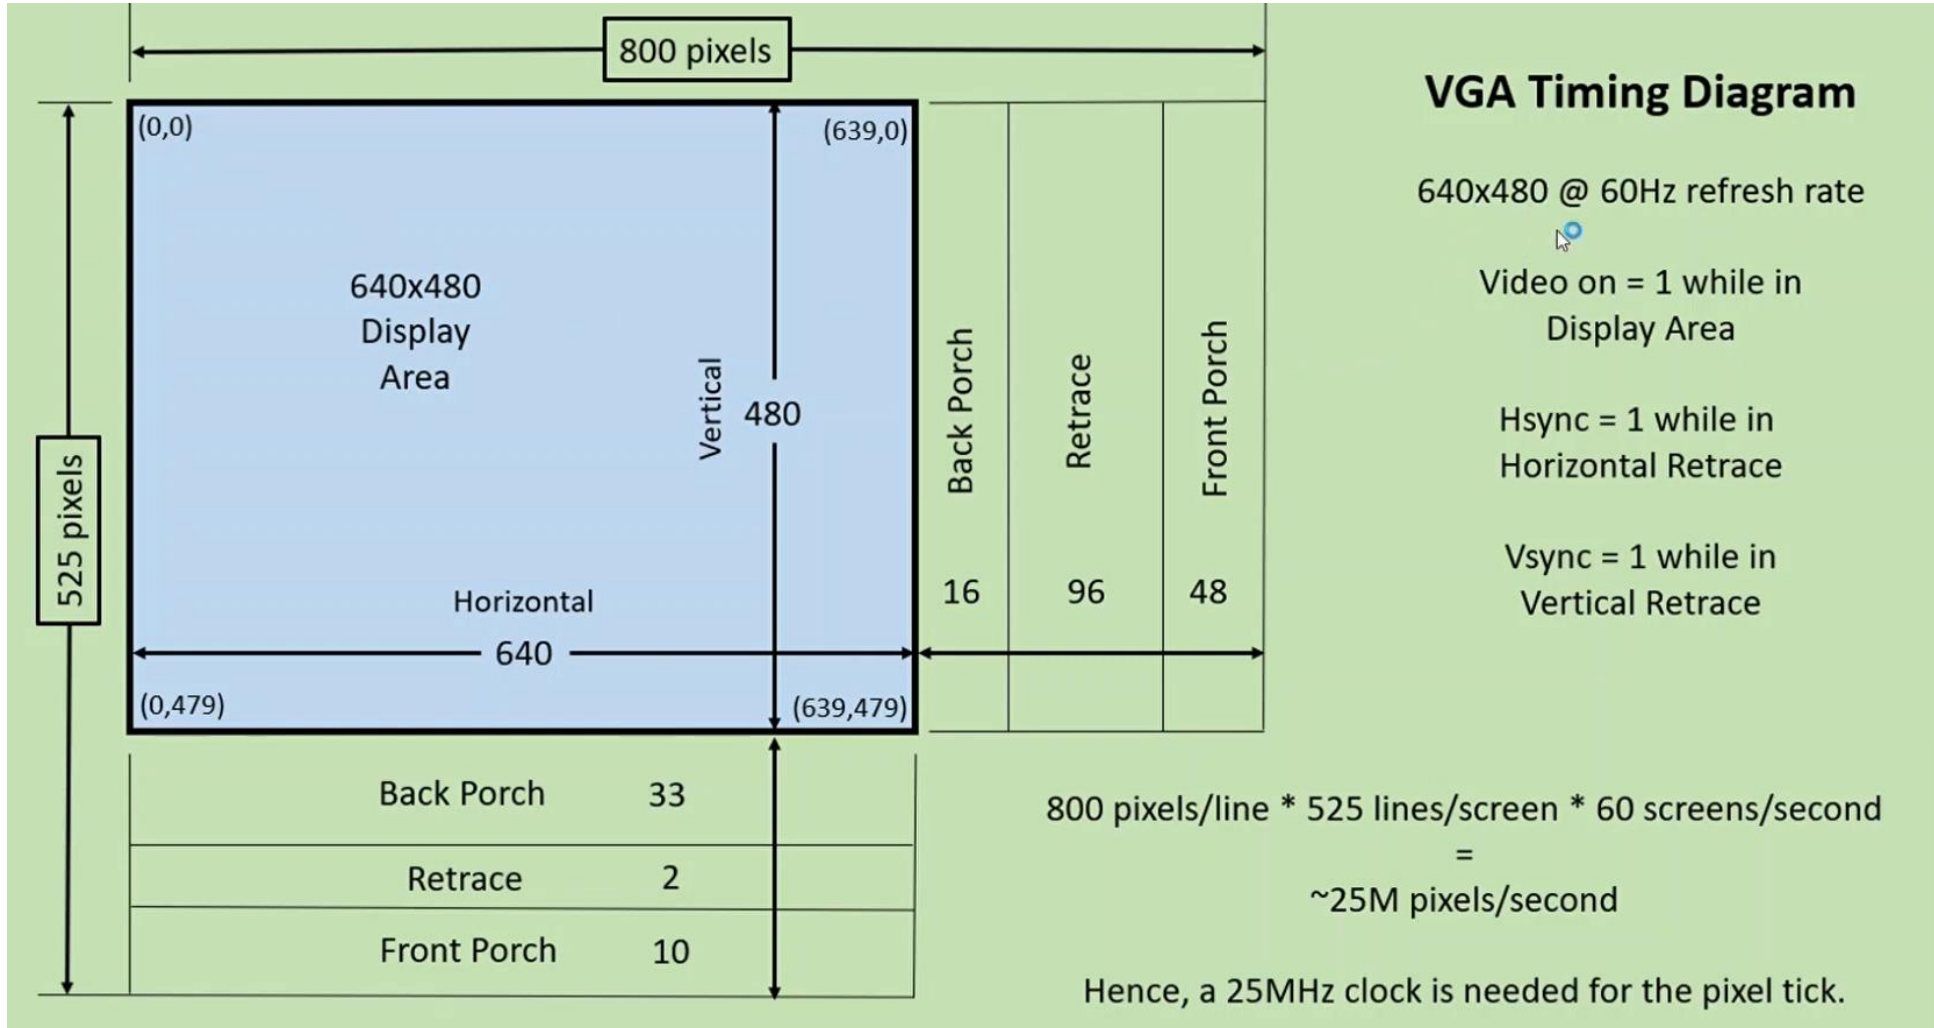 800 pixels
VGA Timing Diagram
(0,0)
(639,0)
640x480 @ 60Hz refresh rate
640x480
Display
Area
Video on = 1 while in
Display Area
Vertical
480
Back Porch
Retrace
Front Porch
Hsync = 1 while in
Horizontal Retrace
525 pixels
16
96
48
Vsync = 1 while in
Vertical Retrace
Horizontal
640
(0,479)
(639,479)
Back Porch 33
Retrace 2
Front Porch 10
800 pixels/line * 525 lines/screen * 60 screens/second
=
~25M pixels/second
Hence, a 25MHz clock is needed for the pixel tick.